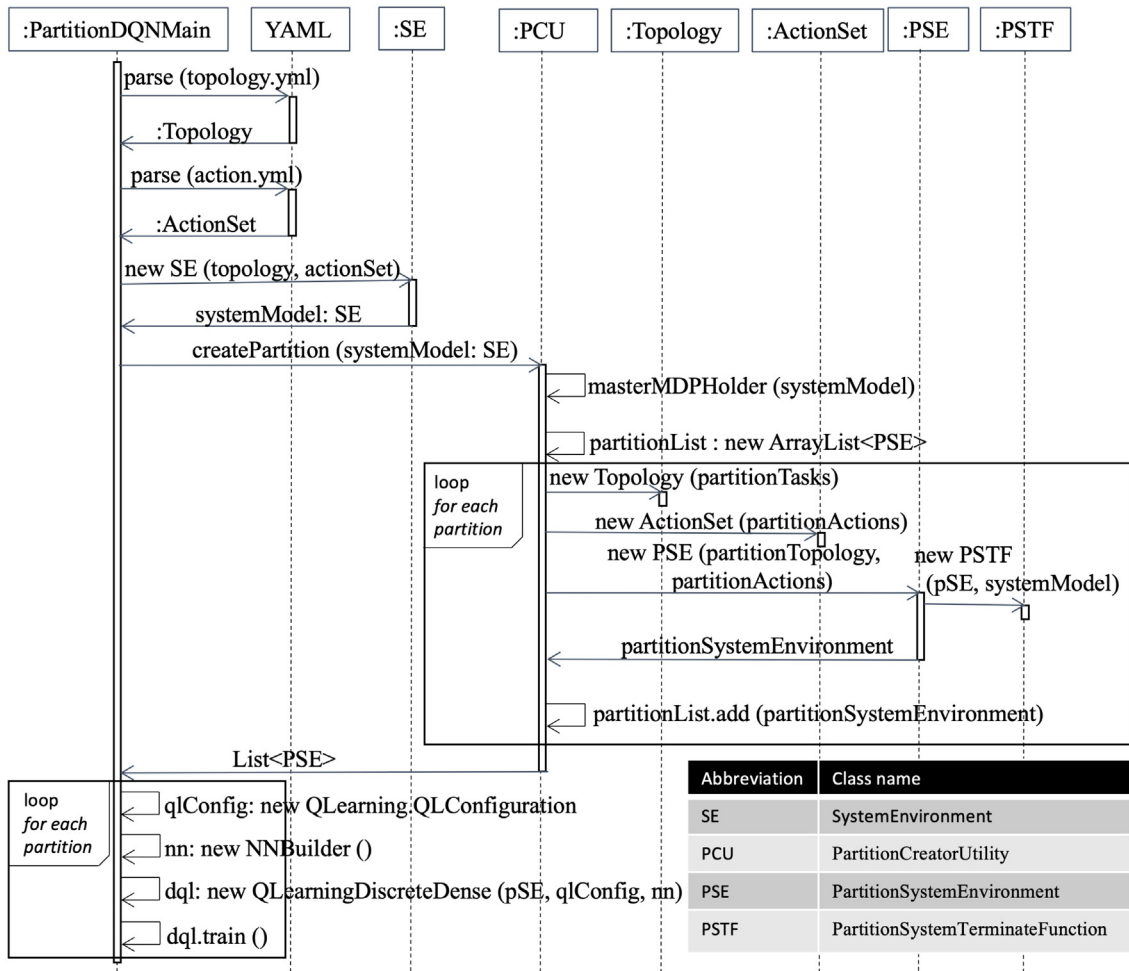 :PartitionDQNMain
YAML
:SE
:PCU
:Topology
:ActionSet
:PSE
:PSTF
parse (topology.yml)
:Topology
parse (action.yml)
:ActionSet
new SE (topology, actionSet)
systemModel: SE
createPartition (systemModel: SE)
masterMDPHolder (systemModel)
partitionList : new ArrayList<PSE>
loop
for each
partition
new Topology (partitionTasks)
new ActionSet (partitionActions)
new PSE (partitionTopology,
partitionActions)
new PSTF
(pSE, systemModel)
partitionSystemEnvironment
partitionList.add (partitionSystemEnvironment)
List<PSE>
loop
for each
partition
qlConfig: new QLearning.QLConfiguration
nn: new NNBuilder ()
dql: new QLearningDiscreteDense (pSE, qlConfig, nn)
dql.train ()
Abbreviation Class name
SE SystemEnvironment
PCU PartitionCreatorUtility
PSE PartitionSystemEnvironment
PSTF PartitionSystemTerminateFunction